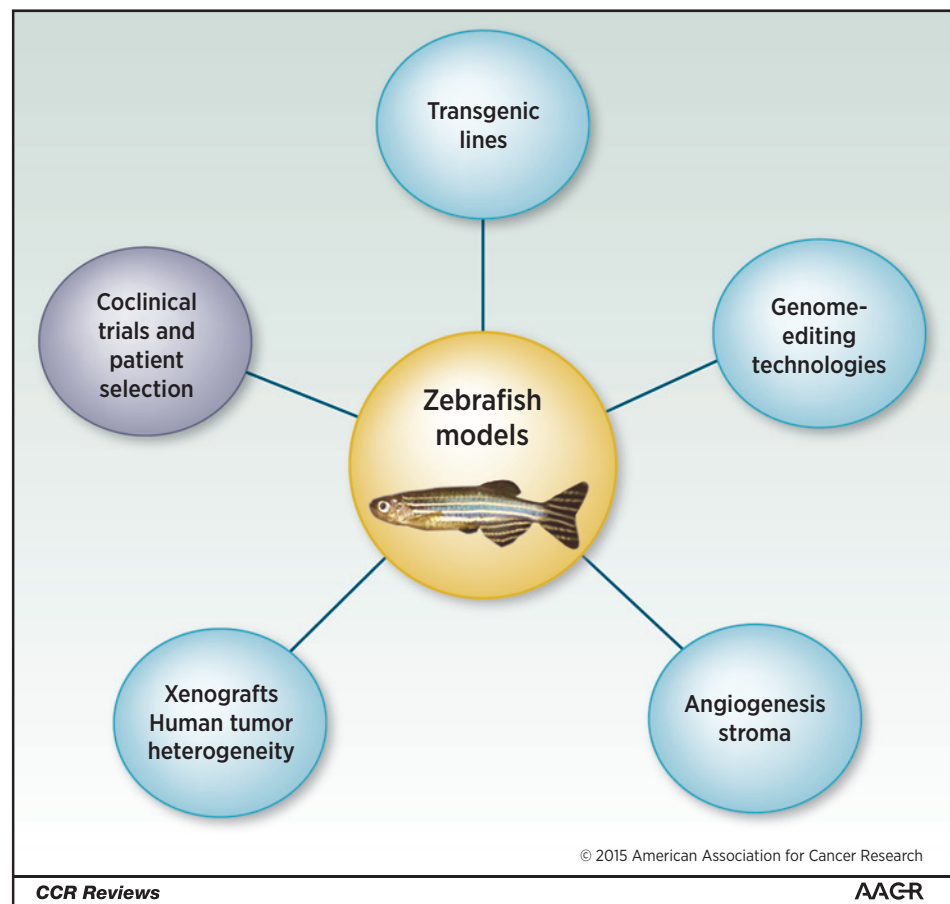 Transgenic
lines
Coclinical
trials and
patient
selection
Genome-
editing
technologies
Zebrafish
models
Xenografts
Human tumor
heterogeneity
Angiogenesis
stroma
© 2015 American Association for Cancer Research
CCR Reviews
AACR